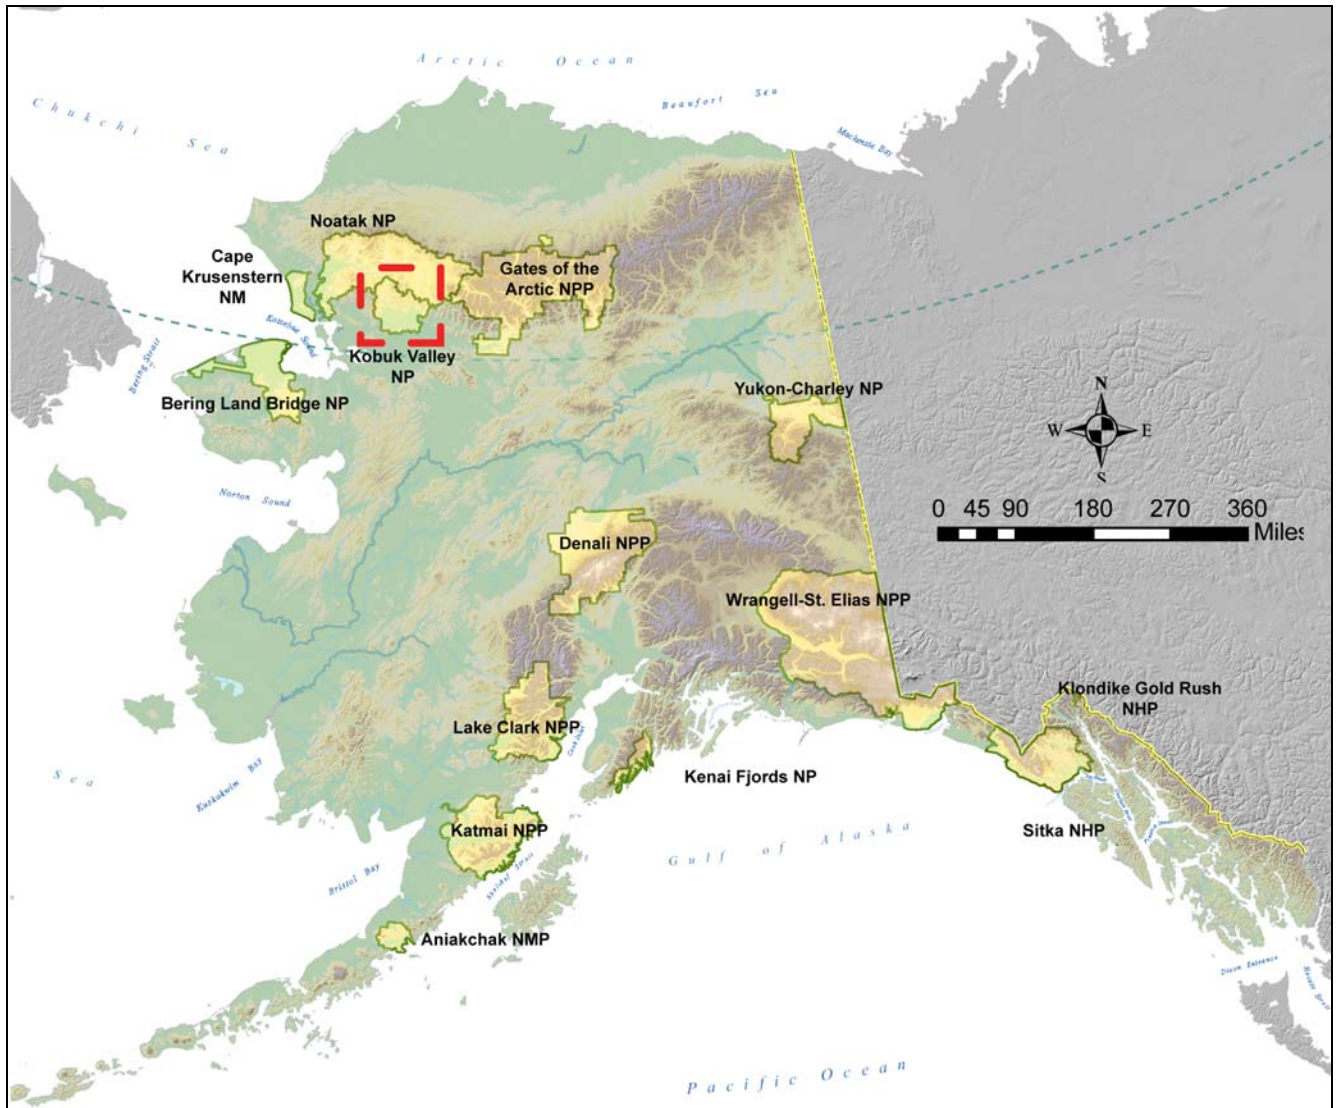 Arctic Ocean
Beaufort Sea
Chukchi Sea
Mackenzie Bay
Noatak NP
Cape
Krusenstern
NM
Gates of the
Arctic NPP
Kotzebue Sound
Bering Strait
Kobuk Valley
NP
Bering Land Bridge NP
Yukon-Charley NP
N
W E
S
Norton Sound
0 45 90 180 270 360
Miles
Denali NPP
Wrangell-St. Elias NPP
Klondike Gold Rush
NHP
Lake Clark NPP
Cook Inlet
Sea
Kuskokwim Bay
Kenai Fjords NP
Katmai NPP
Sitka NHP
Gulf of Alaska
Bristol Bay
Shelikof Strait
Aniakchak NMP
Dixon Entrance
Pacific Ocean